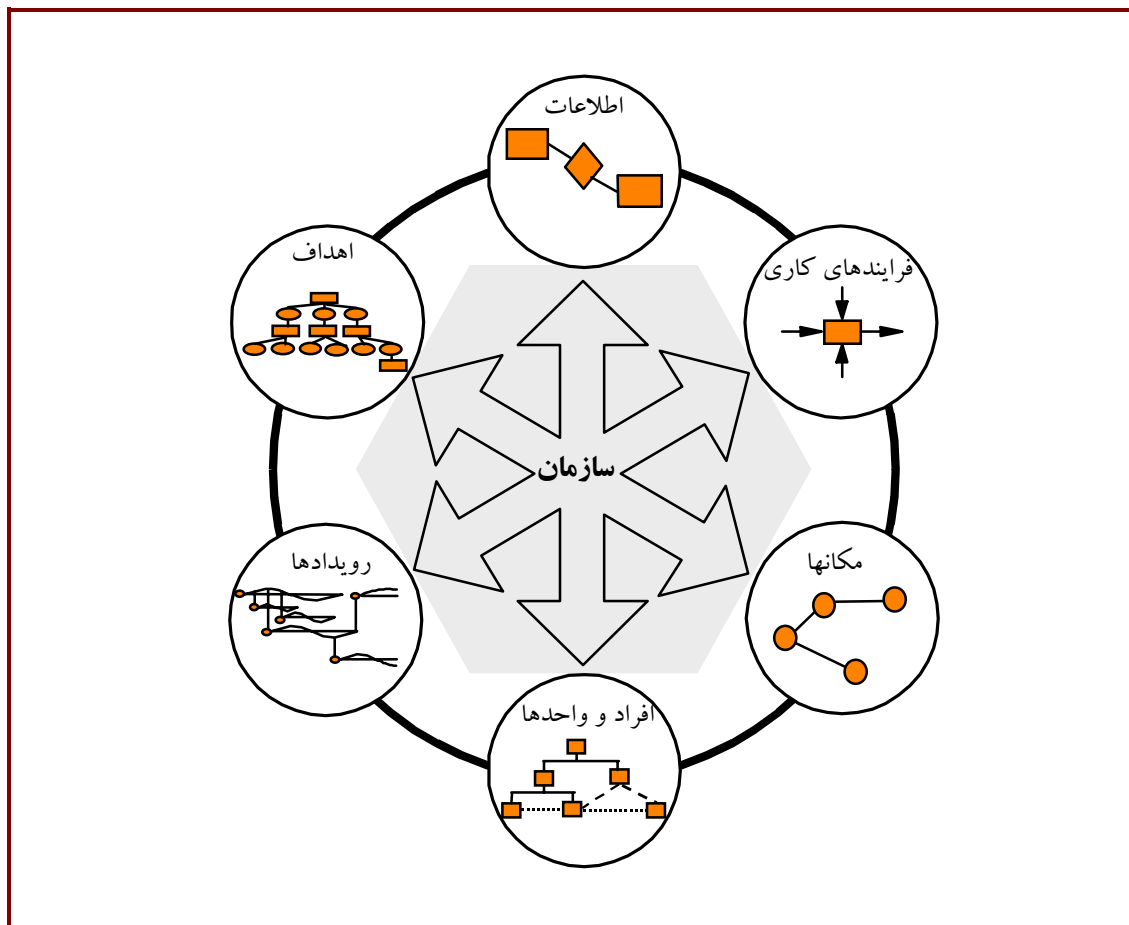 اطلاعات
اهداف
فرایندهای کاری
سازمان
رویدادها
مکانها
افراد و واحدها